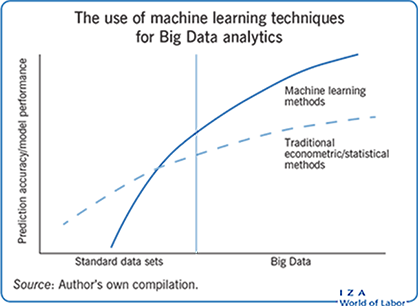 The use of machine learning techniques
for Big Data analytics
Prediction accuracy/model performance
Machine learning
methods
Traditional
econometric/statistical
methods
Standard data sets
Big Data
Source: Author's own compilation.
I Z A
World of Labor